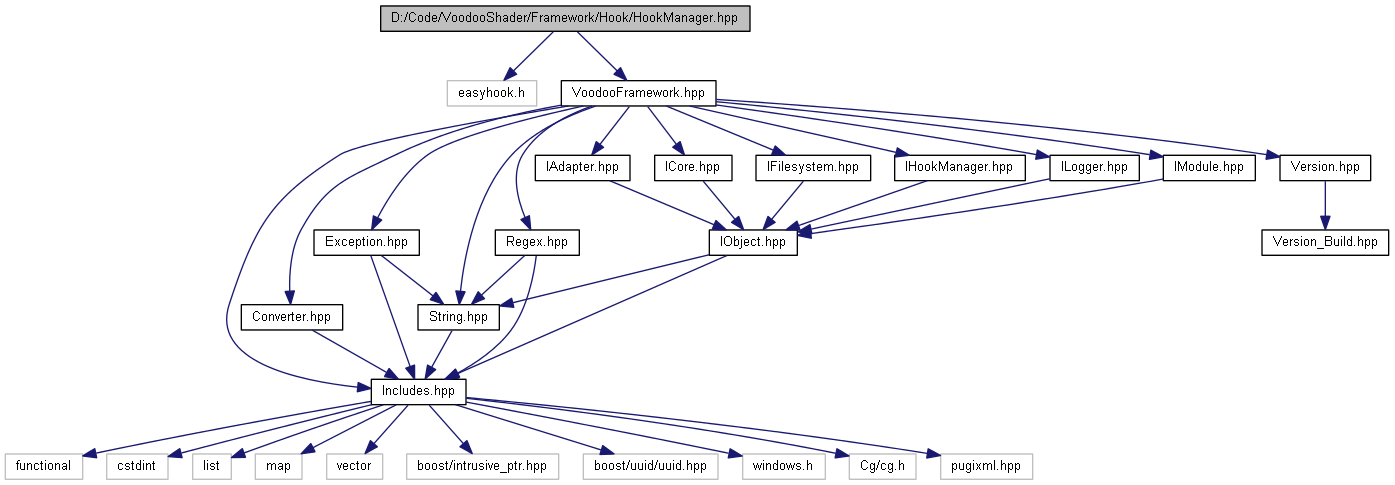 D:/Code/VoodooShader/Framework/Hook/HookManager.hpp
easyhook.h
VoodooFramework.hpp
IAdapter.hpp
ICore.hpp
IFilesystem.hpp
IHookManager.hpp
ILogger.hpp
IModule.hpp
Version.hpp
Exception.hpp
Regex.hpp
IObject.hpp
Version_Build.hpp
Converter.hpp
String.hpp
Includes.hpp
functional
cstdint
list
map
vector
boost/intrusive_ptr.hpp
boost/uuid/uuid.hpp
windows.h
Cg/cg.h
pugixml.hpp